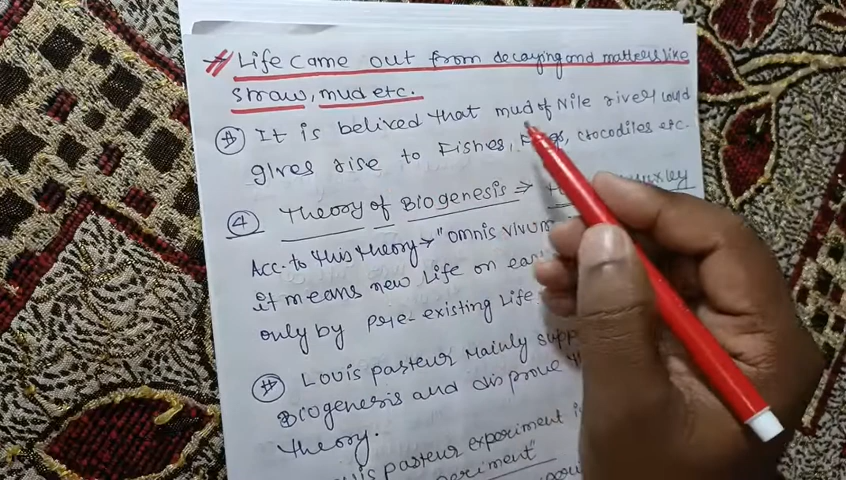 → Life came out from decaying and matters like
straw, mud etc.
# It is belived that mud of Nile river could
gives rise to Fishes, crocodiles etc.
④ Theory of Biogenesis ⇒
Acc. to this theory → "omnis vivum
it means new Life on
only by pre-existing Life.
# Louis pasteur Mainly
Biogenesis and disprove
theory.
pasteur experiment